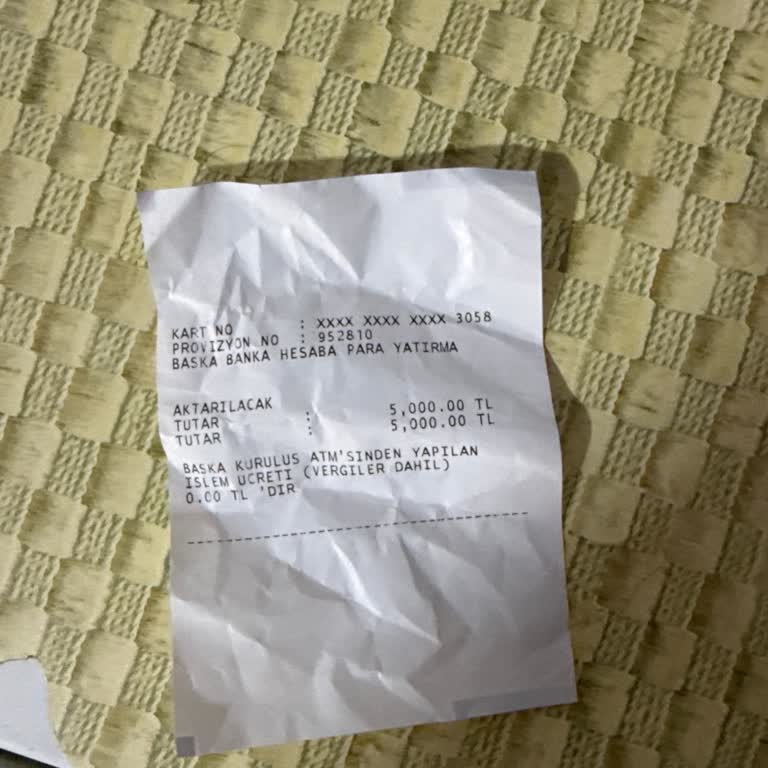 KART NO : XXXX XXXX XXXX 3058
PROVIZYON NO : 952810
BASKA BANKA HESABA PARA YATIRMA
AKTARILACAK
TUTAR : 5,000.00 TL
TUTAR : 5,000.00 TL
BASKA KURULUS ATM'SINDEN YAPILAN
ISLEM UCRETI (VERGILER DAHIL)
0.00 TL 'DIR
--------------------------------